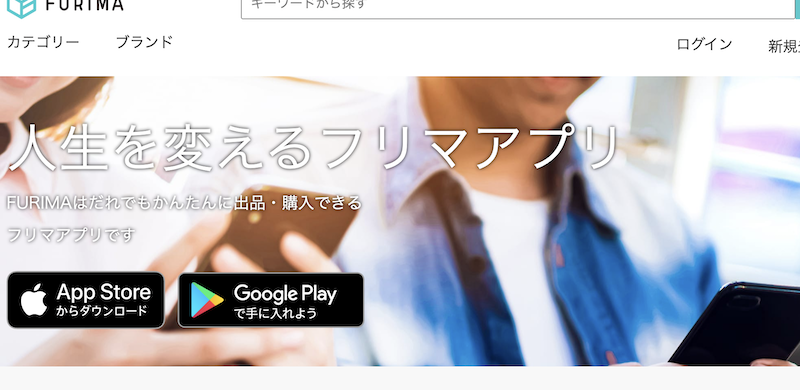 FURIMA
キーワードから探す
カテゴリー ブランド
ログイン 新規
人生を変えるフリマアプリ
FURIMAはだれでもかんたんに出品・購入できる
フリマアプリです
App Store
からダウンロード
Google Play
で手に入れよう